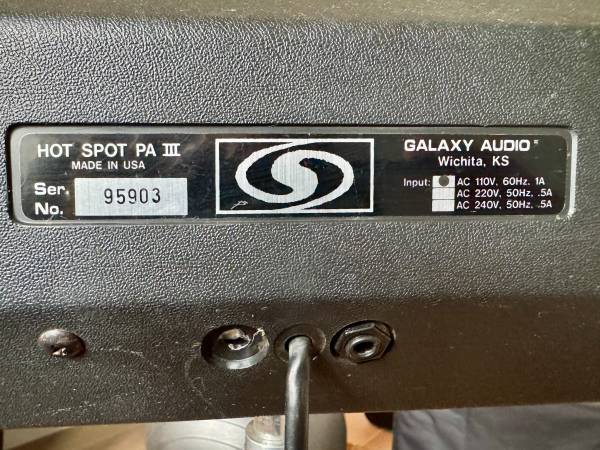 HOT SPOT PA III
MADE IN USA
Ser. No. 95903
GALAXY AUDIO
Wichita, KS
Input: AC 110V, 60Hz, 1A
AC 220V, 50Hz, .5A
AC 240V, 50Hz, .5A